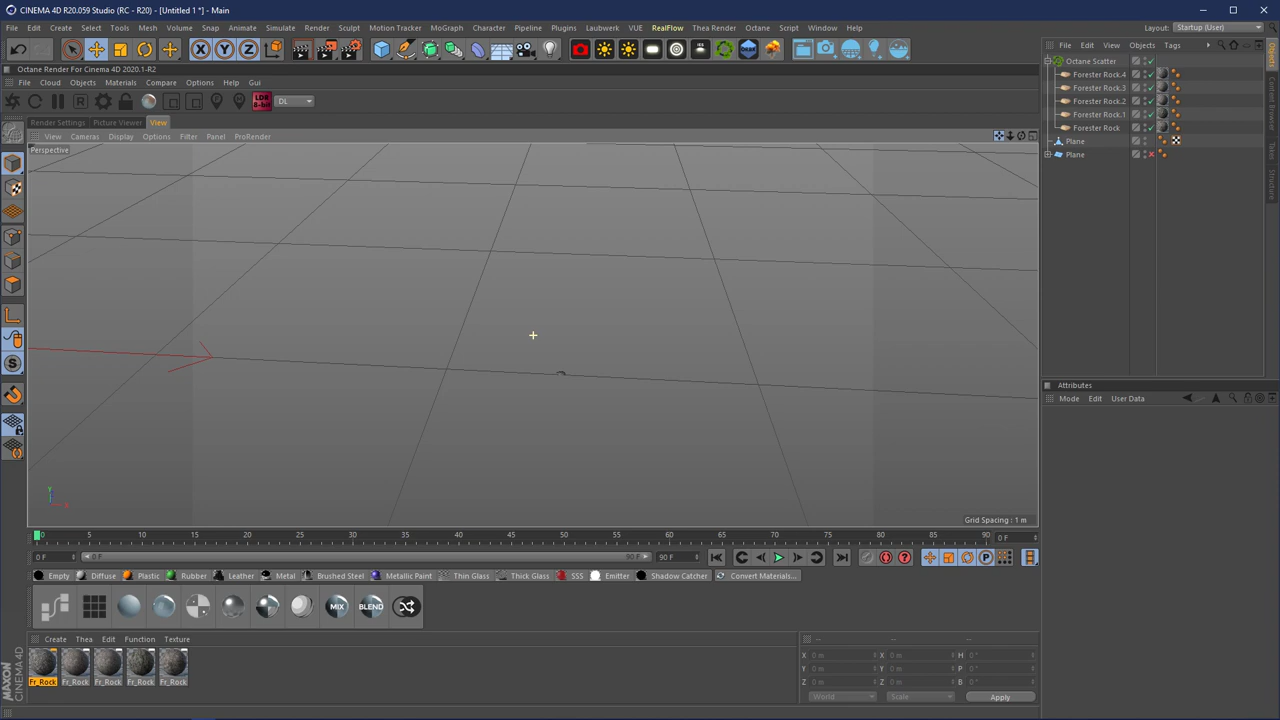 CINEMA 4D R20.059 Studio (RC - R20) - [Untitled 1 *] - Main
File Edit Create Select Tools Mesh Snap Animate Simulate Render Sculpt Motion Tracker MoGraph Character Pipeline Plugins Laubwerk VUE RealFlow Thea Render Octane Script Window Help
Volume
Layout: Startup (User)
File Edit View Objects Tags
Octane Render For Cinema 4D 2020.1-R2
File Cloud Objects Materials Compare Options Help Gui
LDR 8-bit
DL
Render Settings Picture Viewer View
View Cameras Display Options Filter Panel ProRender
Perspective
Octane Scatter
Forester Rock.4
Forester Rock.3
Forester Rock.2
Forester Rock.1
Forester Rock
Plane
Plane
Objects
Content Browser
Takes
Structure
Attributes
Mode Edit User Data
X Y Z
S
Y
X
Grid Spacing : 1 m
0 5 10 15 20 25 30 35 40 45 50 55 60 65 70 75 80 85 90 0 F
0 F 0 F 90 F 90 F
P
Empty Diffuse Plastic Rubber Leather Metal Brushed Steel Metallic Paint Thin Glass Thick Glass SSS Emitter Shadow Catcher Convert Materials...
MIX BLEND
Create Thea Edit Function Texture
Fr_Rock Fr_Rock Fr_Rock Fr_Rock Fr_Rock
-- -- --
X 0 m X 0 m H 0 °
Y 0 m Y 0 m P 0 °
Z 0 m Z 0 m B 0 °
World Scale Apply
MAXON
CINEMA 4D